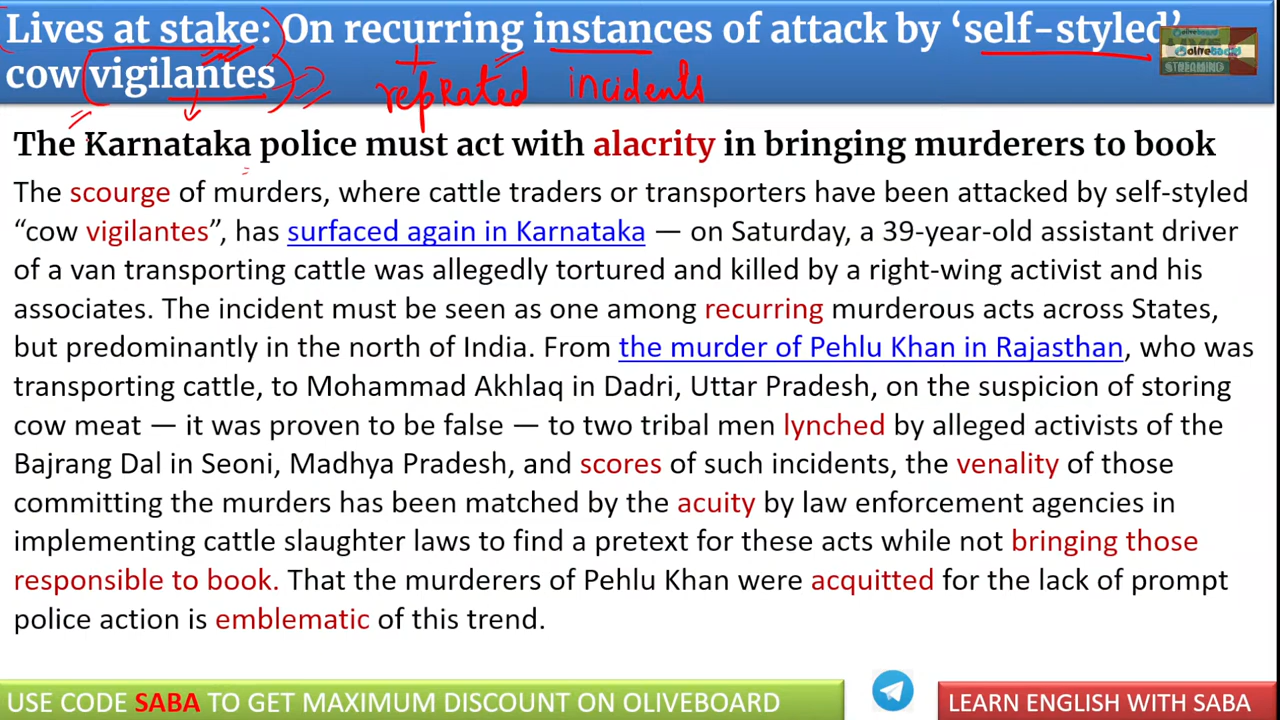 Lives at stake: On recurring instances of attack by ‘self-styled’
cow vigilantes
repeated incidents
oliveboard
LIVE
oliveboard
STREAMING
The Karnataka police must act with alacrity in bringing murderers to book
The scourge of murders, where cattle traders or transporters have been attacked by self-styled
“cow vigilantes”, has surfaced again in Karnataka — on Saturday, a 39-year-old assistant driver
of a van transporting cattle was allegedly tortured and killed by a right-wing activist and his
associates. The incident must be seen as one among recurring murderous acts across States,
but predominantly in the north of India. From the murder of Pehlu Khan in Rajasthan, who was
transporting cattle, to Mohammad Akhlaq in Dadri, Uttar Pradesh, on the suspicion of storing
cow meat — it was proven to be false — to two tribal men lynched by alleged activists of the
Bajrang Dal in Seoni, Madhya Pradesh, and scores of such incidents, the venality of those
committing the murders has been matched by the acuity by law enforcement agencies in
implementing cattle slaughter laws to find a pretext for these acts while not bringing those
responsible to book. That the murderers of Pehlu Khan were acquitted for the lack of prompt
police action is emblematic of this trend.
USE CODE SABA TO GET MAXIMUM DISCOUNT ON OLIVEBOARD
LEARN ENGLISH WITH SABA